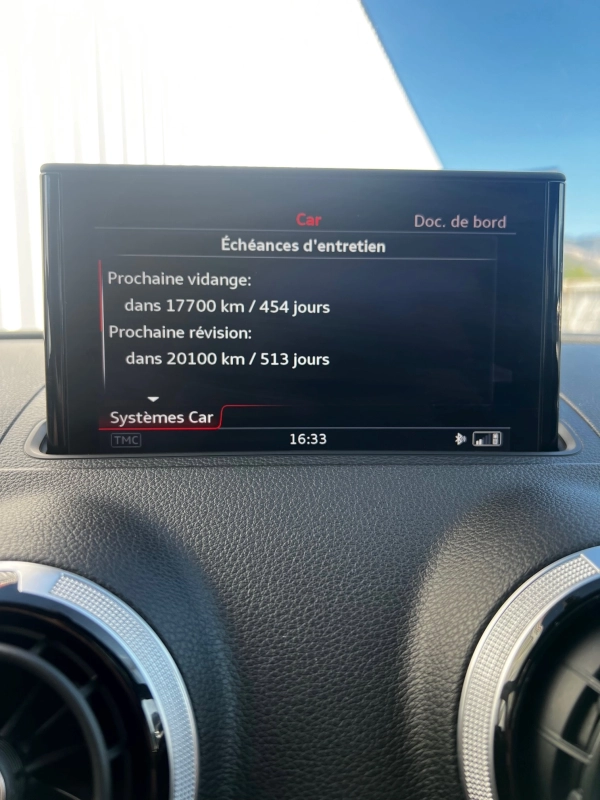 Car
Doc. de bord
Échéances d'entretien
Prochaine vidange:
dans 17700 km / 454 jours
Prochaine révision:
dans 20100 km / 513 jours
Systèmes Car
TMC
16:33